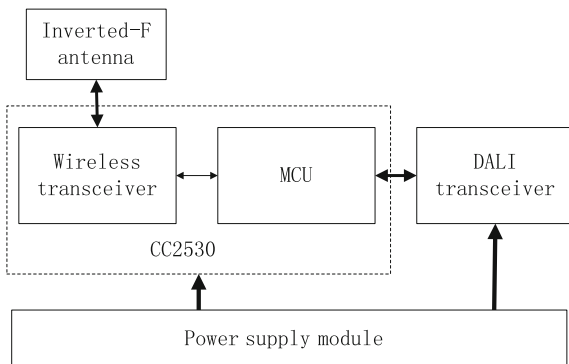 Inverted-F
antenna
Wireless
transceiver
MCU
DALI
transceiver
CC2530
Power supply module